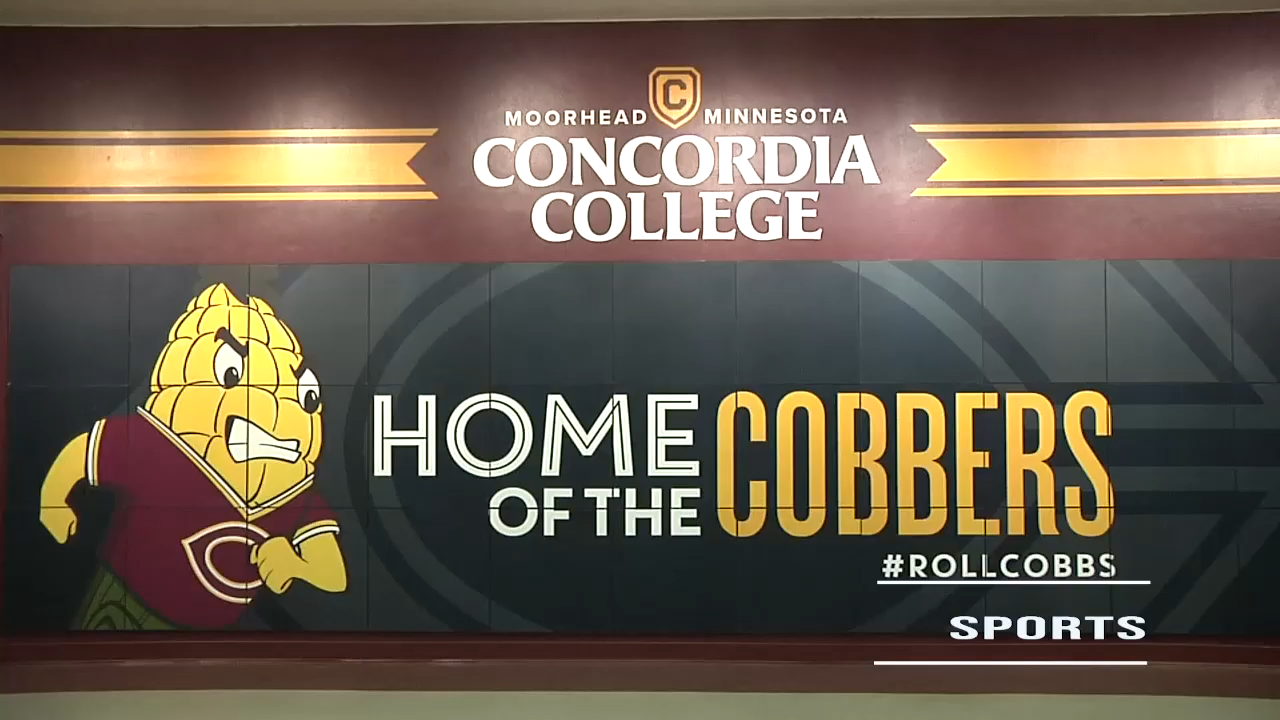 C
MOORHEAD MINNESOTA
CONCORDIA
COLLEGE
HOME
OF THE
COBBERS
#ROLLCOBBS
SPORTS
C